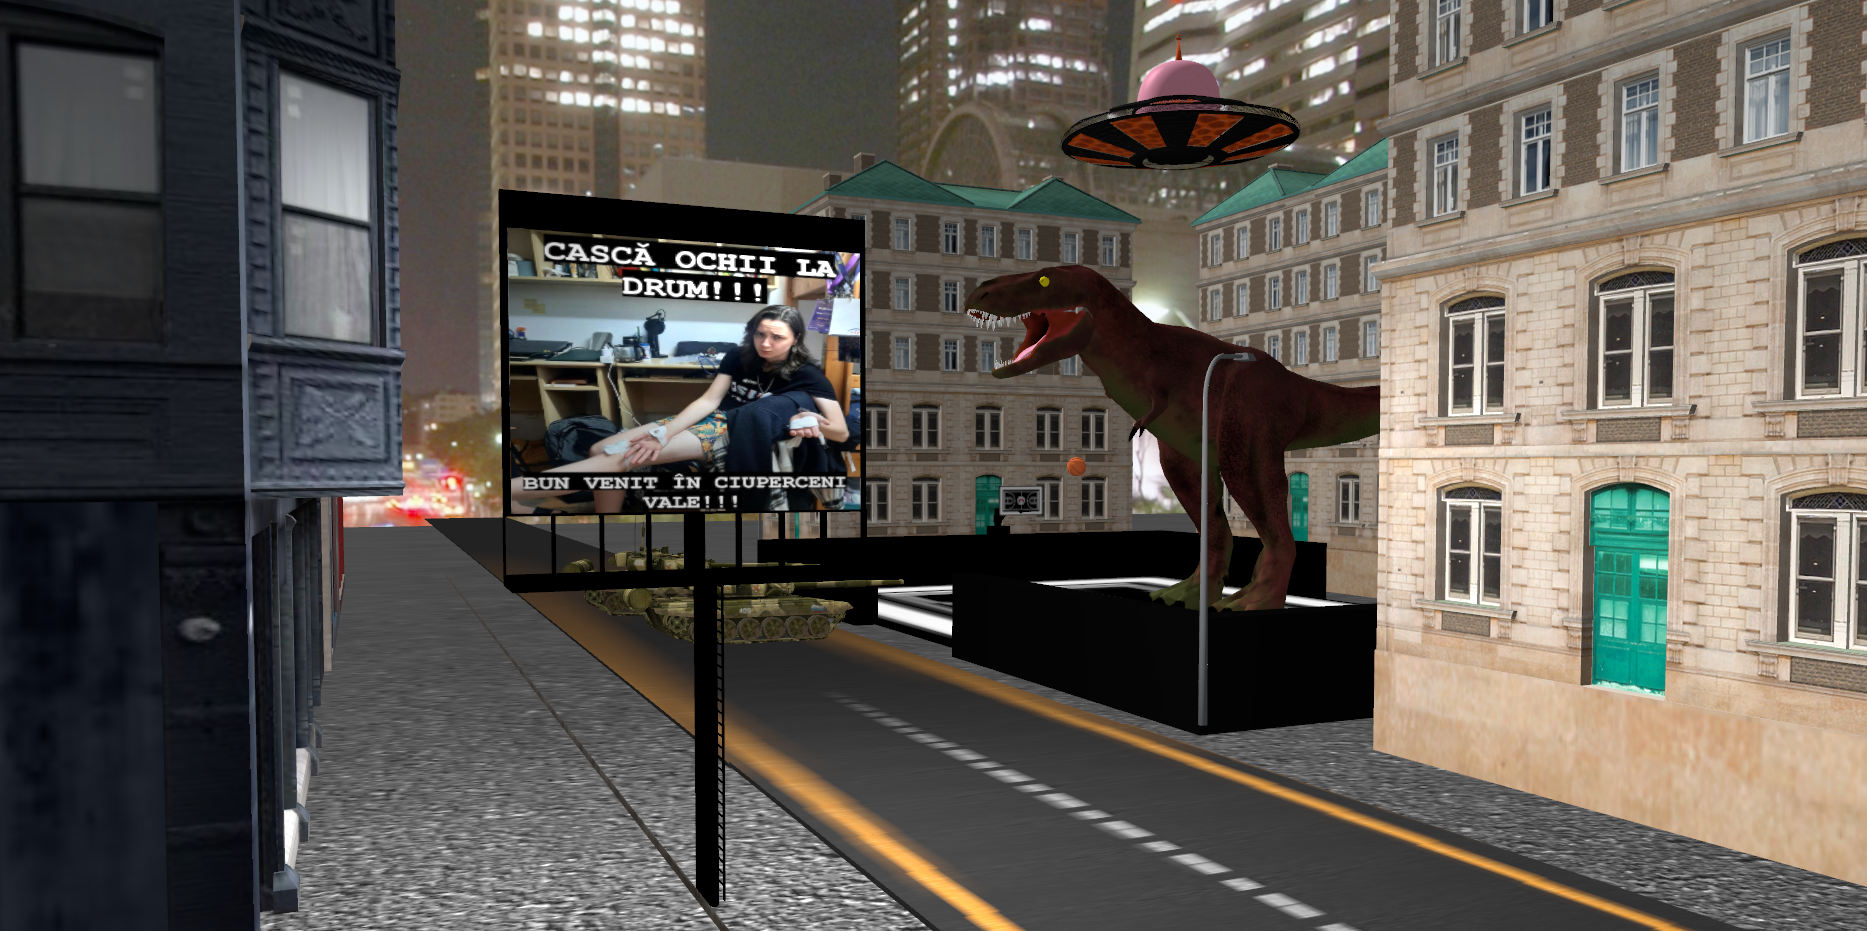 CASCĂ OCHII LA
DRUM!!!
BUN VENIT ÎN CIUPERCENI
VALE!!!